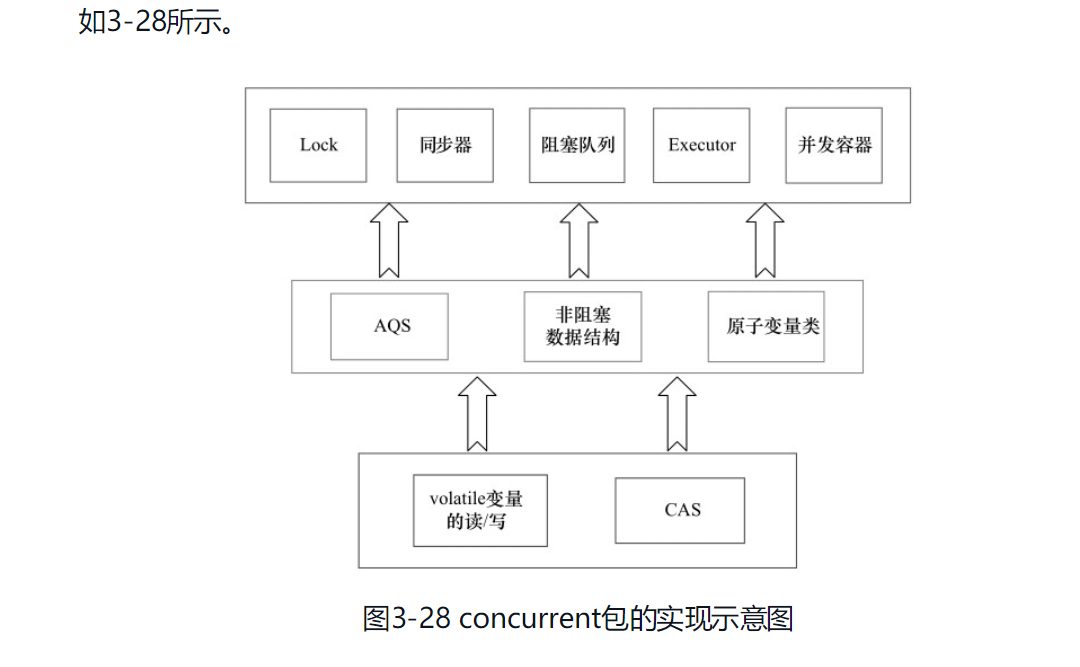 如3-28所示。
Lock
同步器
阻塞队列
Executor
并发容器
AQS
非阻塞
数据结构
原子变量类
volatile变量
的读/写
CAS
图3-28 concurrent包的实现示意图